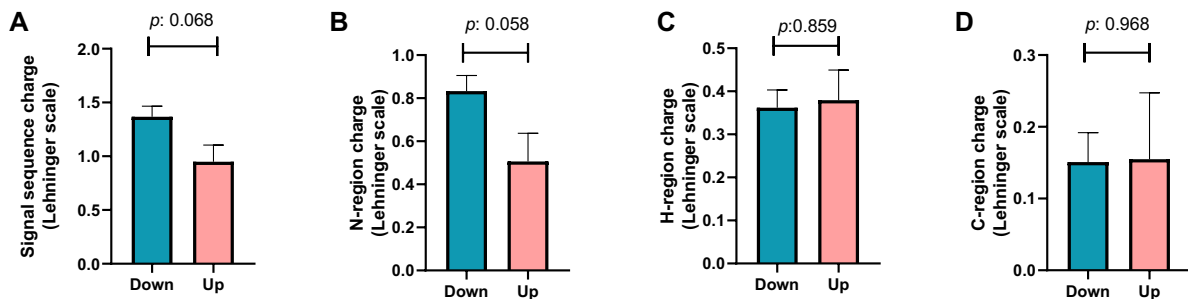 A
p: 0.068
Signal sequence charge
(Lehninger scale)
2.0
1.5
1.0
0.5
0.0
Down Up
B
p: 0.058
N-region charge
(Lehninger scale)
1.0
0.8
0.6
0.4
0.2
0.0
Down Up
C
p:0.859
H-region charge
(Lehninger scale)
0.5
0.4
0.3
0.2
0.1
0.0
Down Up
D
p: 0.968
C-region charge
(Lehninger scale)
0.3
0.2
0.1
0.0
Down Up